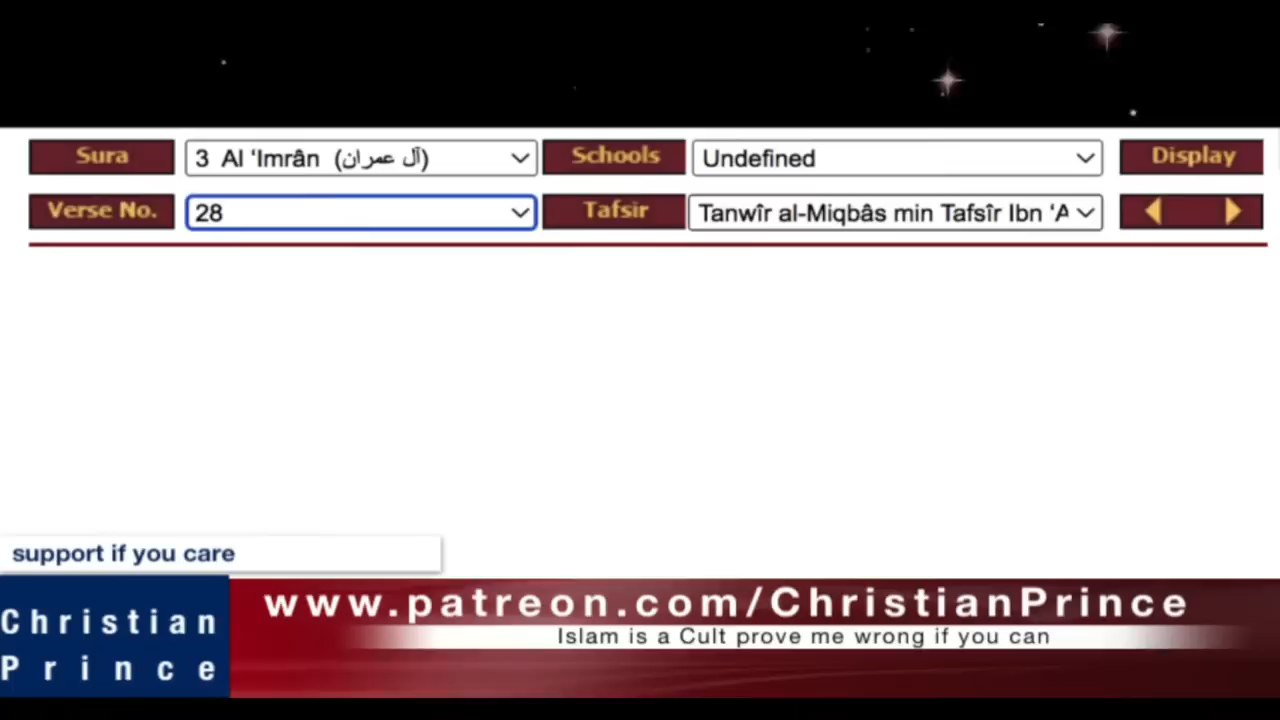 Sura 3 Al 'Imrân (آل عمران) Schools Undefined Display
Verse No. 28 Tafsir Tanwîr al-Miqbâs min Tafsîr Ibn 'A
support if you care
Christian
Prince
www.patreon.com/ChristianPrince
Islam is a Cult prove me wrong if you can